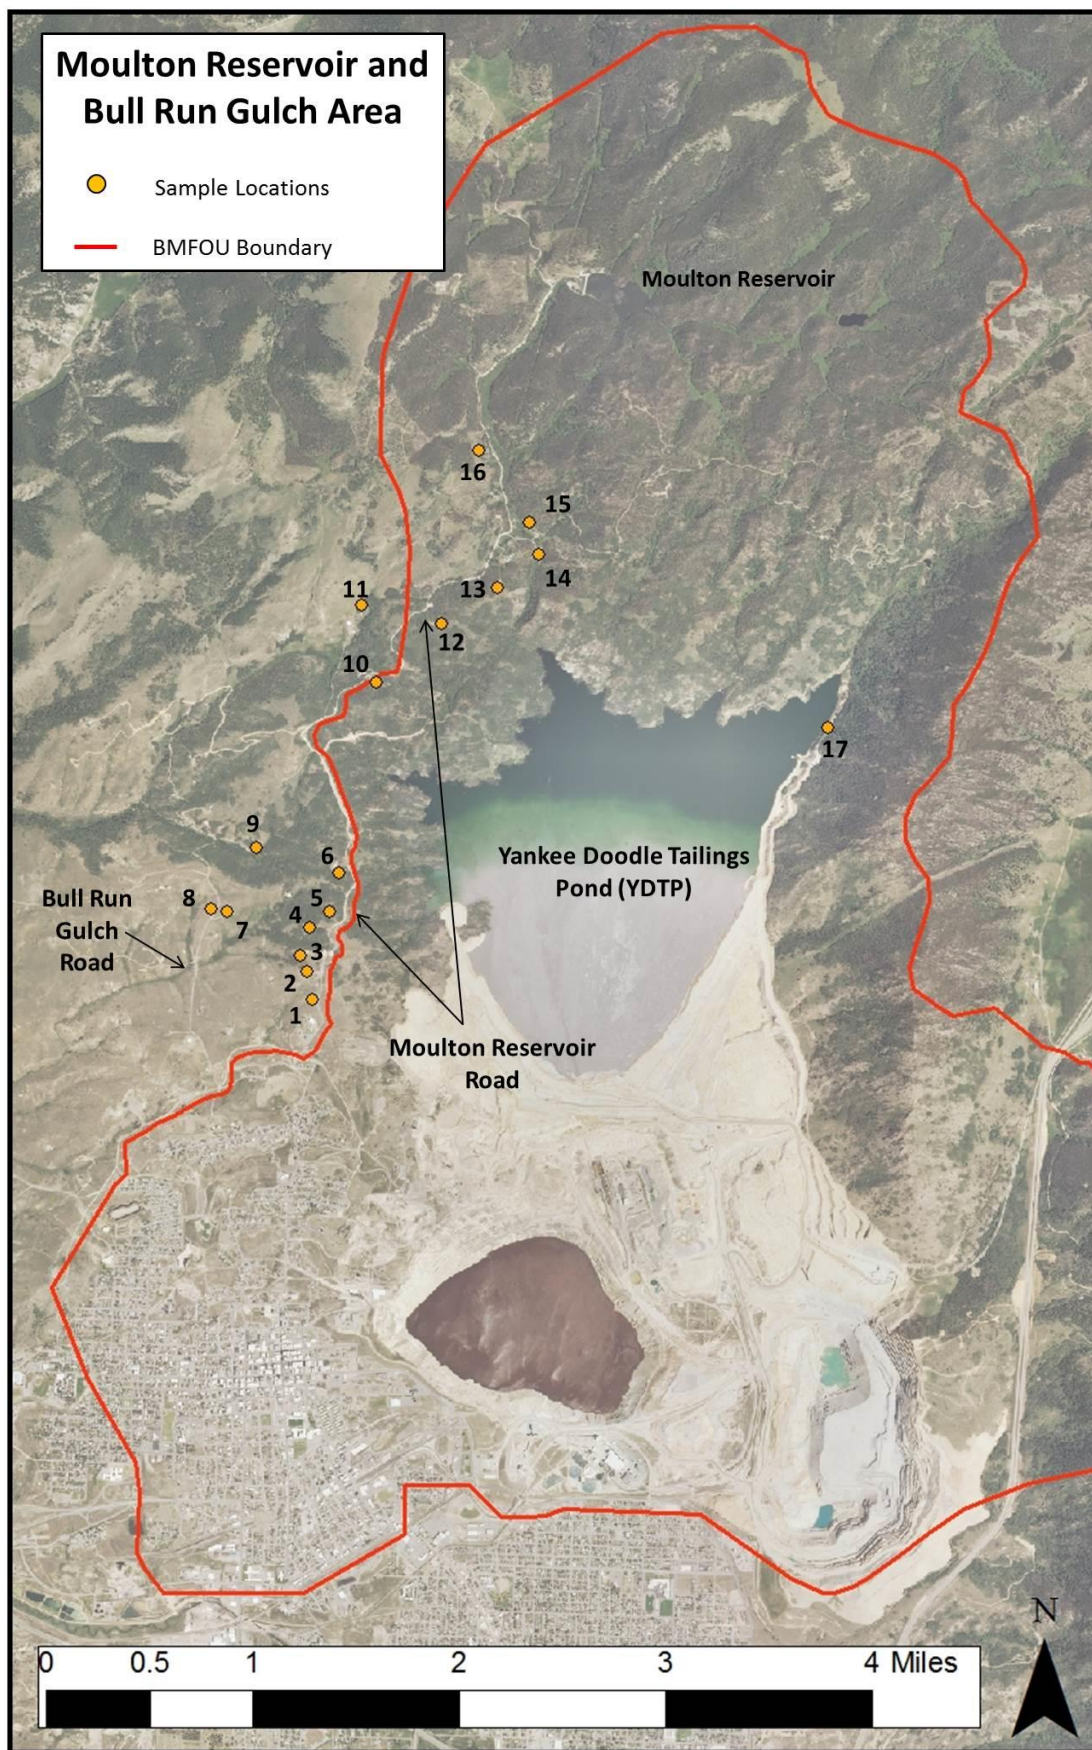 Moulton Reservoir and
Bull Run Gulch Area
Sample Locations
BMFOU Boundary
Moulton Reservoir
16
15
14
13
11
12
10
17
9
6
Yankee Doodle Tailings
Pond (YDTP)
Bull Run
Gulch
Road
8
7
5
4
3
2
1
Moulton Reservoir
Road
N
0 0.5 1 2 3 4 Miles